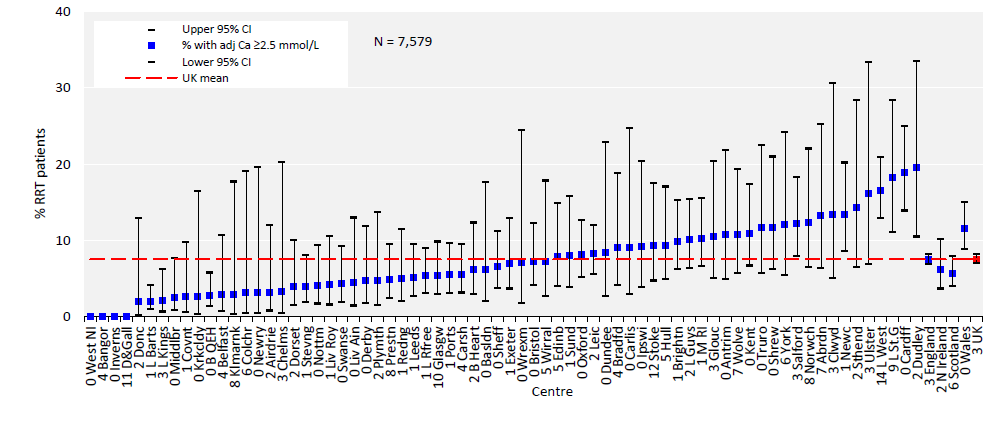 40
30
20
10
0
% RRT patients
Upper 95% CI
% with adj Ca ≥2.5 mmol/L
Lower 95% CI
UK mean
N = 7,579
0 West NI
4 Bangor
0 Inverns
11 D&Gall
2 Donc
1 L Barts
3 L Kings
0 Middlbr
1 Covnt
0 Krkcldy
0 B QEH
4 Belfast
8 Klmarnk
6 Colchr
0 Newry
2 Airdrie
3 Chelms
2 Dorset
1 Stevng
0 Nottm
1 Liv Roy
0 Swanse
0 Liv Ain
0 Derby
2 Plymth
8 Prestn
1 Redng
1 Leeds
1 L Rfree
10 Glasgw
1 Ports
4 Carsh
2 B Heart
0 Basldn
0 Sheff
1 Exeter
0 Wrexm
0 Bristol
5 Wirral
5 Edinb
1 Sund
0 Oxford
2 Leic
0 Dundee
4 Bradfd
0 Carlis
0 Ipswi
12 Stoke
5 Hull
1 Brightn
2 L Guys
1 M RI
3 Glouc
0 Antrim
7 Wolve
0 Kent
0 Truro
0 Shrew
6 York
3 Salford
8 Norwch
7 Abrdn
3 Clwyd
1 Newc
2 Sthend
3 Ulster
14 L West
9 L St.G
0 Cardff
2 Dudley
3 England
2 N Ireland
6 Scotland
0 Wales
3 UK
Centre